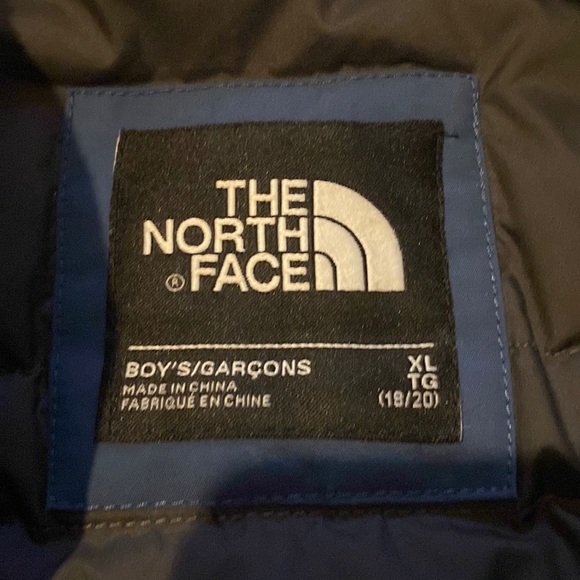 THE
NORTH
® FACE
BOY'S/GARÇONS XL
MADE IN CHINA TG
FABRIQUÉ EN CHINE (18/20)